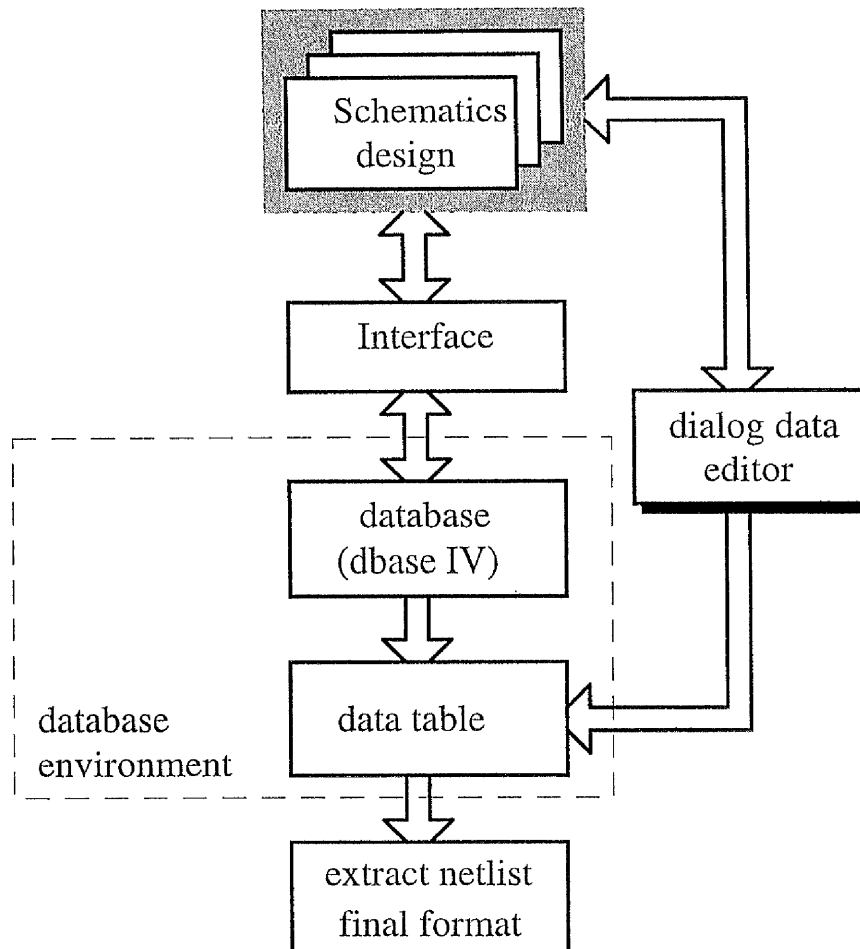 Schematics
design
Interface
dialog data
editor
database
(dbase IV)
data table
database
environment
extract netlist
final format